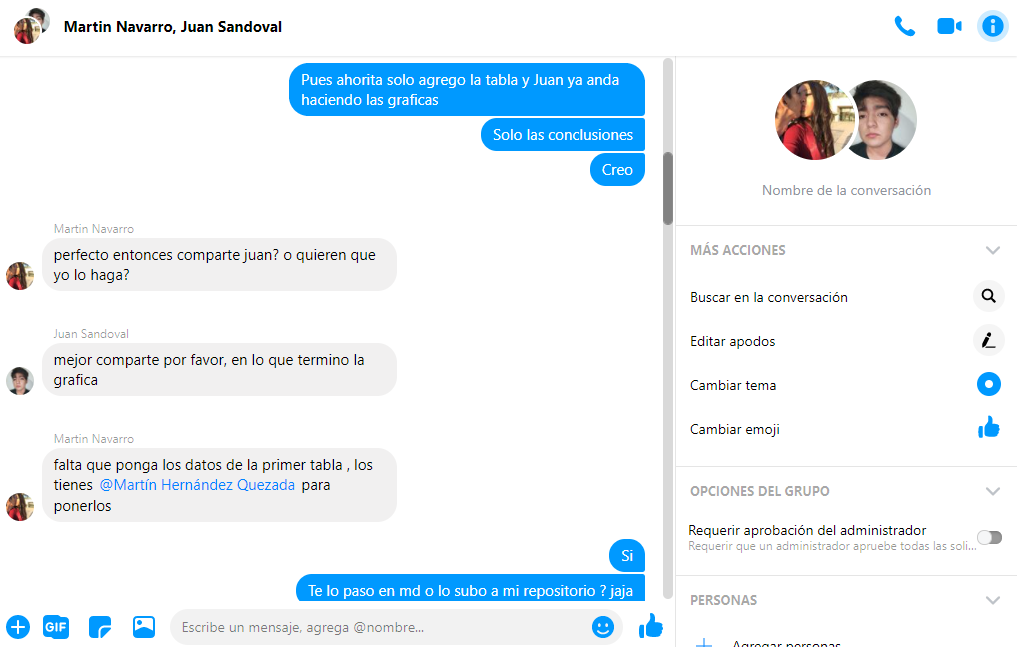 Martin Navarro, Juan Sandoval
Pues ahorita solo agrego la tabla y Juan ya anda
haciendo las graficas
Solo las conclusiones
Creo
Martin Navarro
perfecto entonces comparte juan? o quieren que
yo lo haga?
Juan Sandoval
mejor comparte por favor, en lo que termino la
grafica
Martin Navarro
falta que ponga los datos de la primer tabla , los
tienes @Martín Hernández Quezada para
ponerlos
Si
Te lo paso en md o lo subo a mi repositorio ? jaja
GIF
Escribe un mensaje, agrega @nombre...
Nombre de la conversación
MÁS ACCIONES
Buscar en la conversación
Editar apodos
Cambiar tema
Cambiar emoji
OPCIONES DEL GRUPO
Requerir aprobación del administrador
Requerir que un administrador apruebe todas las soli...
PERSONAS
Agregar personas